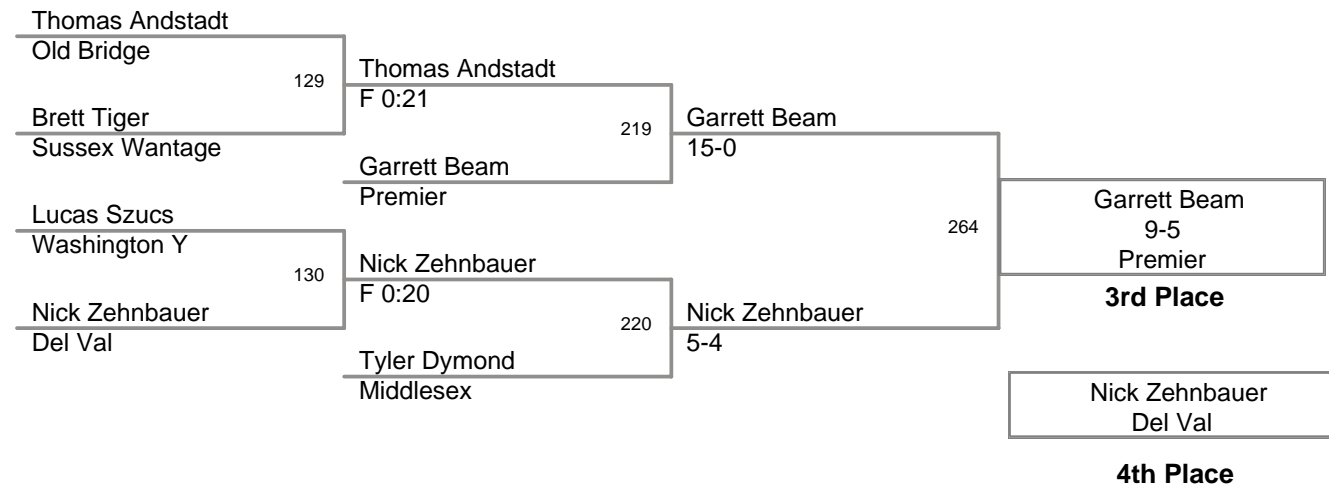 Thomas Andstadt
Old Bridge
129
Brett Tiger
Sussex Wantage
Lucas Szucs
Washington Y
130
Nick Zehnbauer
Del Val
Thomas Andstadt
F 0:21
219
Garrett Beam
Premier
Nick Zehnbauer
F 0:20
220
Tyler Dymond
Middlesex
Garrett Beam
15-0
264
Nick Zehnbauer
5-4
Garrett Beam
9-5
Premier
3rd Place
Nick Zehnbauer
Del Val
4th Place